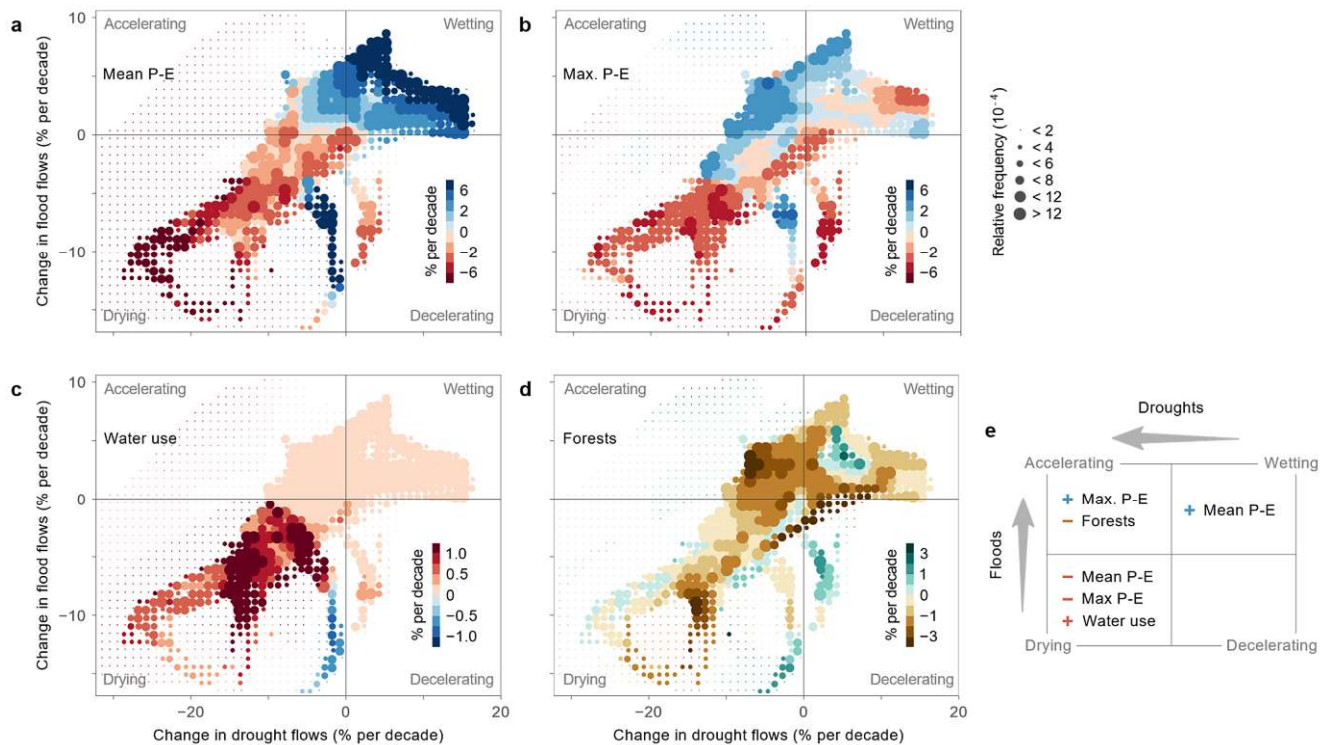 a
Accelerating
Wetting
Mean P-E
10
0
−10
Change in flood flows (% per decade)
% per decade
6
2
−2
−6
Drying
Decelerating
b
Accelerating
Wetting
Max. P-E
% per decade
6
2
−2
−6
Drying
Decelerating
−20
0
20
Relative frequency (10⁻⁴)
< 2
< 4
< 6
< 8
< 12
> 12
c
Accelerating
Wetting
Water use
10
0
−10
Change in flood flows (% per decade)
% per decade
1.0
0.5
−0.5
−1.0
Drying
Decelerating
−20
0
20
Change in drought flows (% per decade)
d
Accelerating
Wetting
Forests
% per decade
3
1
−1
−3
Drying
Decelerating
−20
0
20
Change in drought flows (% per decade)
e
Droughts
Floods
Accelerating
Wetting
+ Max. P-E
− Forests
+ Mean P-E
− Mean P-E
− Max P-E
+ Water use
Drying
Decelerating